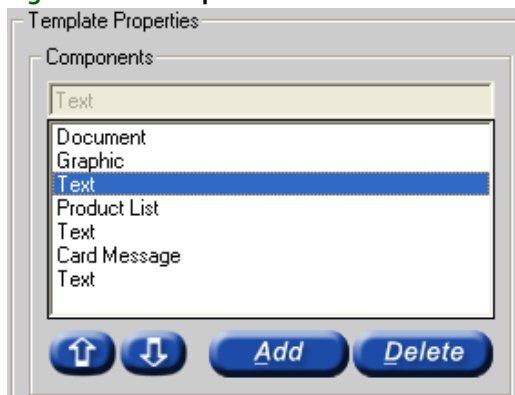 Template Properties
Components
Text
Document
Graphic
Text
Product List
Text
Card Message
Text
Add Delete